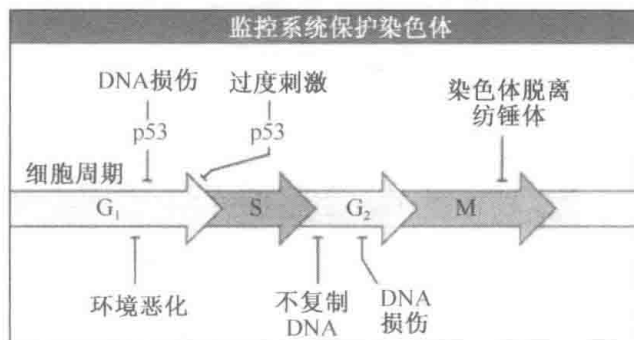 监控系统保护染色体
DNA损伤
过度刺激
染色体脱离
纺锤体
p53
p53
细胞周期
G₁
S
G₂
M
环境恶化
不复制
DNA
DNA
损伤